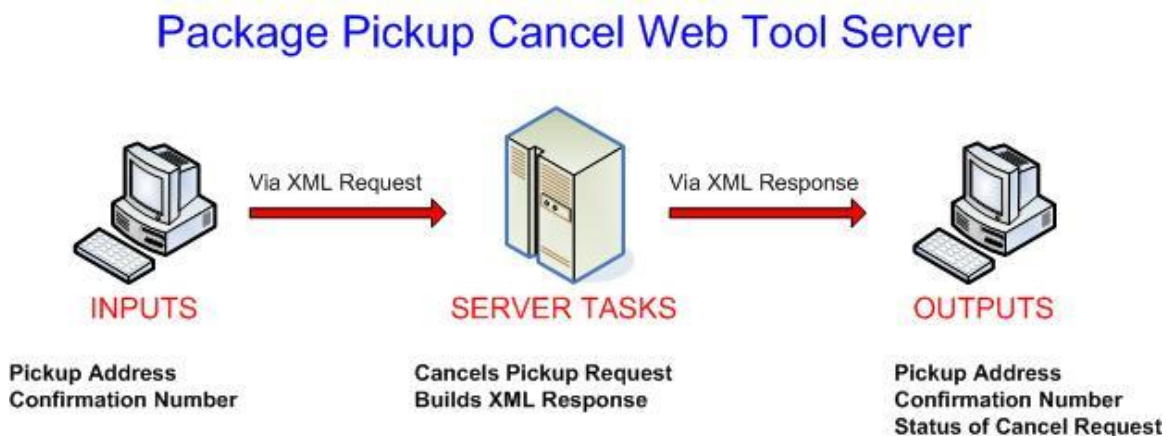 Package Pickup Cancel Web Tool Server
Via XML Request
Via XML Response
INPUTS
SERVER TASKS
OUTPUTS
Pickup Address
Confirmation Number
Cancels Pickup Request
Builds XML Response
Pickup Address
Confirmation Number
Status of Cancel Request